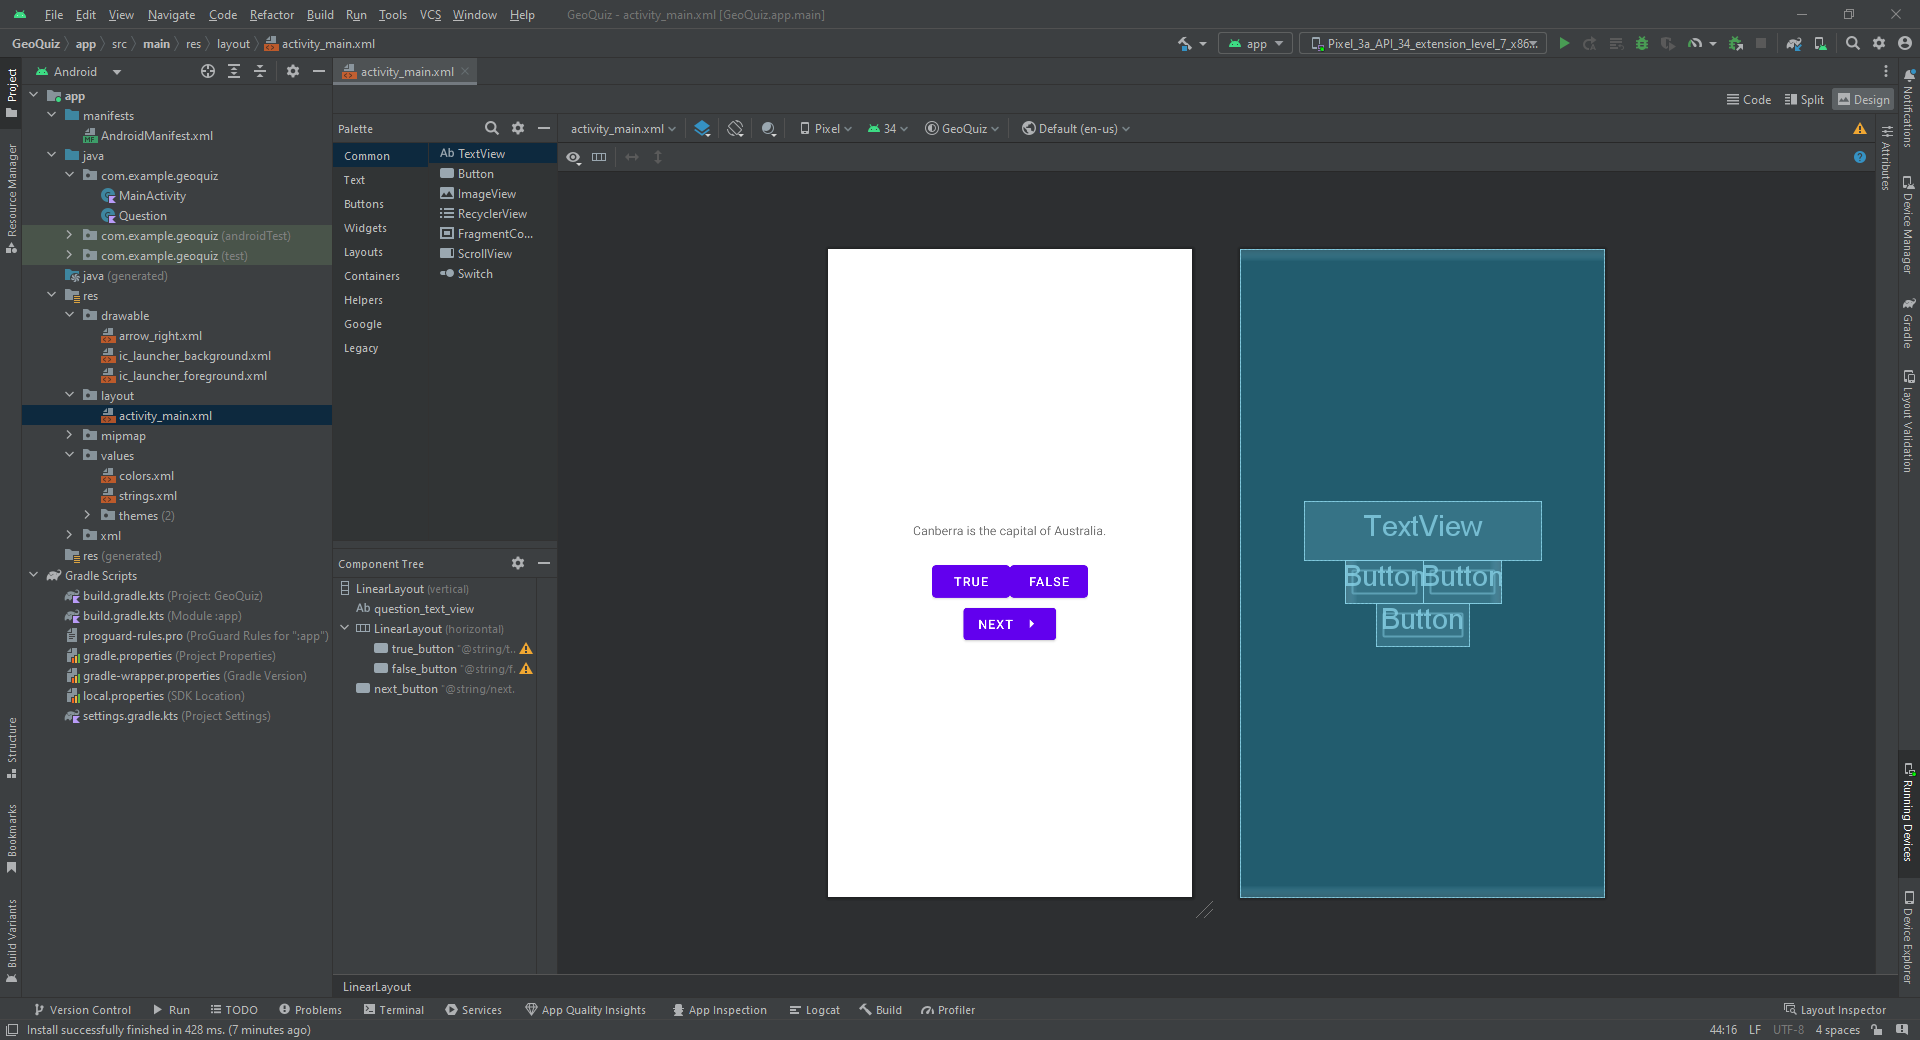 File Edit View Navigate Code Refactor Build Run Tools VCS Window Help GeoQuiz - activity_main.xml [GeoQuiz.app.main]
GeoQuiz app src main res layout activity_main.xml app Pixel_3a_API_34_extension_level_7_x86...
Project
Resource Manager
Structure
Bookmarks
Build Variants
Android
app
manifests
AndroidManifest.xml
java
com.example.geoquiz
MainActivity
Question
com.example.geoquiz (androidTest)
com.example.geoquiz (test)
java (generated)
res
drawable
arrow_right.xml
ic_launcher_background.xml
ic_launcher_foreground.xml
layout
activity_main.xml
mipmap
values
colors.xml
strings.xml
themes (2)
xml
res (generated)
Gradle Scripts
build.gradle.kts (Project: GeoQuiz)
build.gradle.kts (Module :app)
proguard-rules.pro (ProGuard Rules for ":app")
gradle.properties (Project Properties)
gradle-wrapper.properties (Gradle Version)
local.properties (SDK Location)
settings.gradle.kts (Project Settings)
activity_main.xml
Code Split Design
Palette
Common
Text
Buttons
Widgets
Layouts
Containers
Helpers
Google
Legacy
Ab TextView
Button
ImageView
RecyclerView
FragmentCo...
ScrollView
Switch
Component Tree
LinearLayout (vertical)
Ab question_text_view
LinearLayout (horizontal)
true_button "@string/t...
false_button "@string/f...
next_button "@string/next...
activity_main.xml Pixel 34 GeoQuiz Default (en-us)
Canberra is the capital of Australia.
TRUE FALSE
NEXT
TextView
Button Button
Button
Attributes
Notifications
Device Manager
Gradle
Layout Validation
Running Devices
Device Explorer
LinearLayout
Version Control Run TODO Problems Terminal Services App Quality Insights App Inspection Logcat Build Profiler Layout Inspector
Install successfully finished in 428 ms. (7 minutes ago) 44:16 LF UTF-8 4 spaces